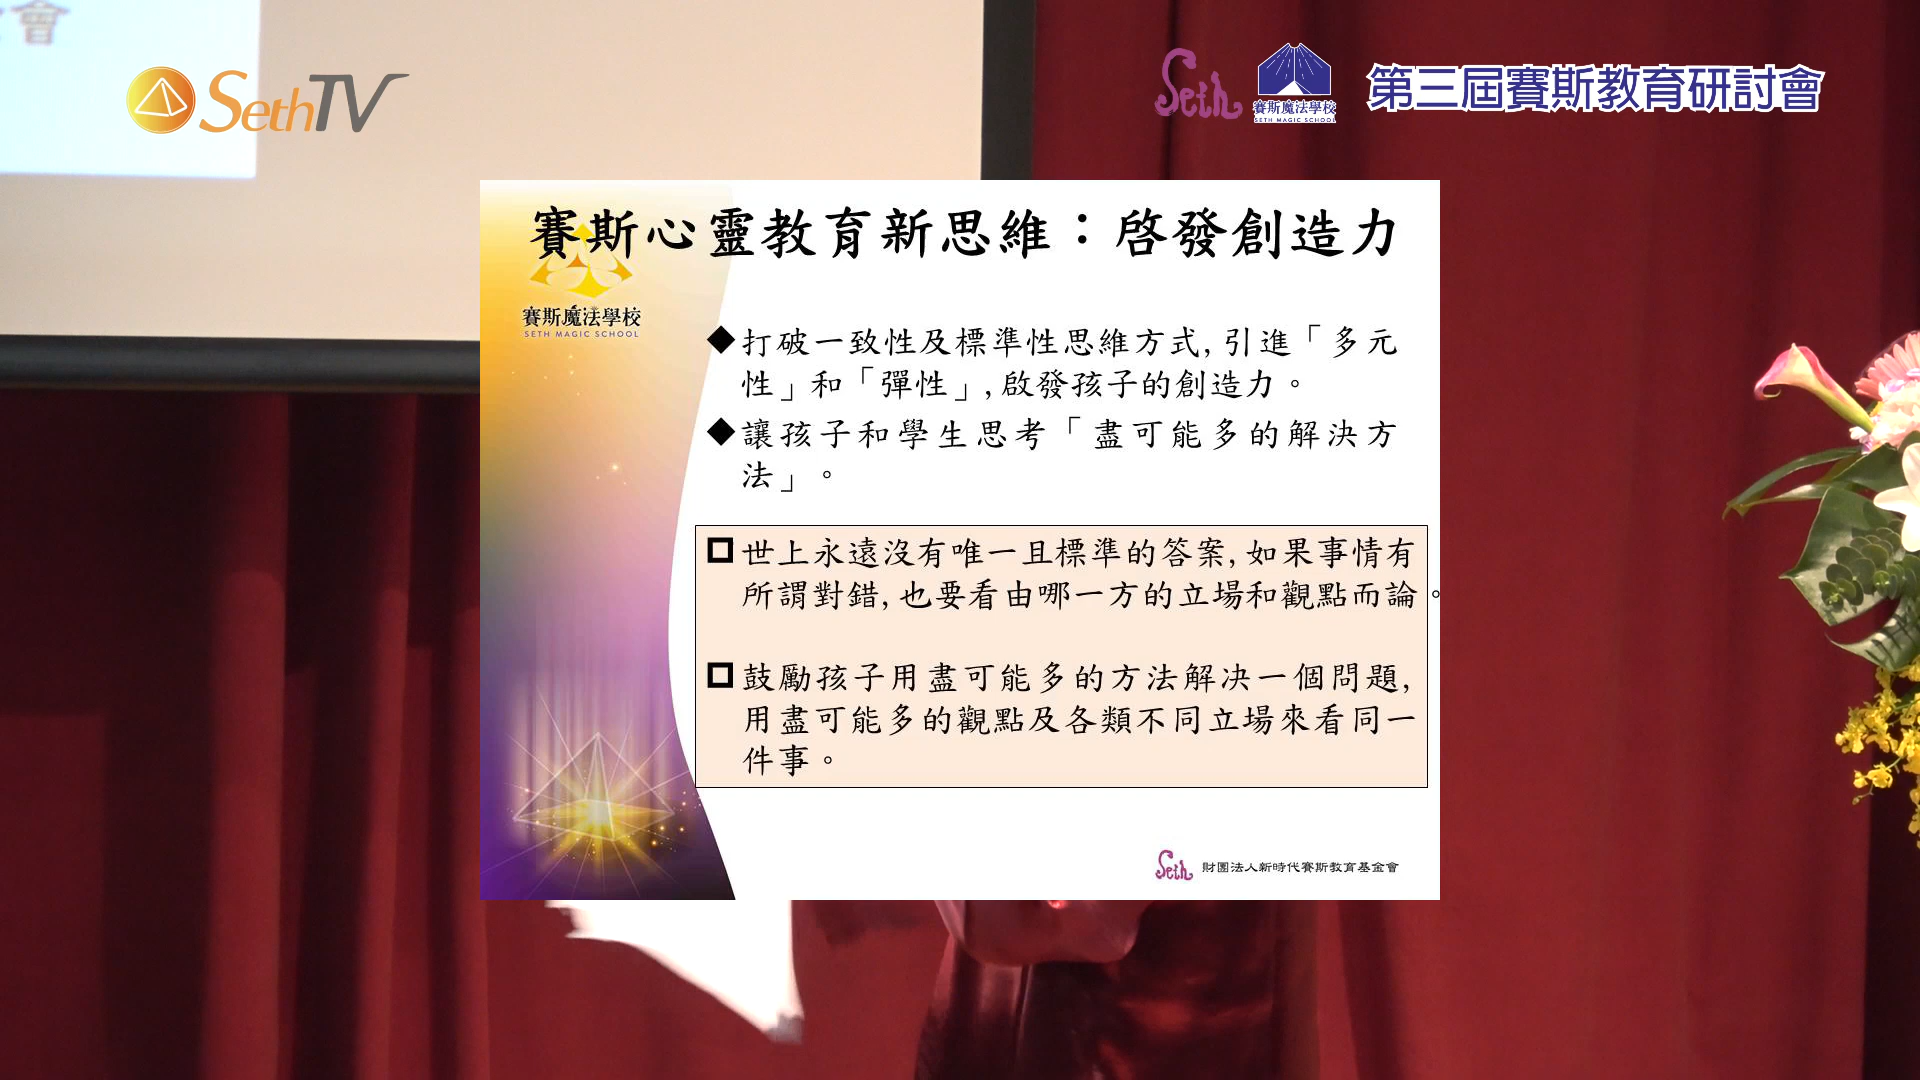 會
SethTV
Seth
賽斯魔法學校
SETH MAGIC SCHOOL
第三屆賽斯教育研討會
賽斯心靈教育新思維：啓發創造力
賽斯魔法學校
SETH MAGIC SCHOOL
◆打破一致性及標準性思維方式, 引進「多元
性」和「彈性」, 啟發孩子的創造力。
◆讓孩子和學生思考「盡可能多的解決方
法」。
世上永遠沒有唯一且標準的答案, 如果事情有
所謂對錯, 也要看由哪一方的立場和觀點而論。
鼓勵孩子用盡可能多的方法解決一個問題,
用盡可能多的觀點及各類不同立場來看同一
件事。
Seth 財團法人新時代賽斯教育基金會